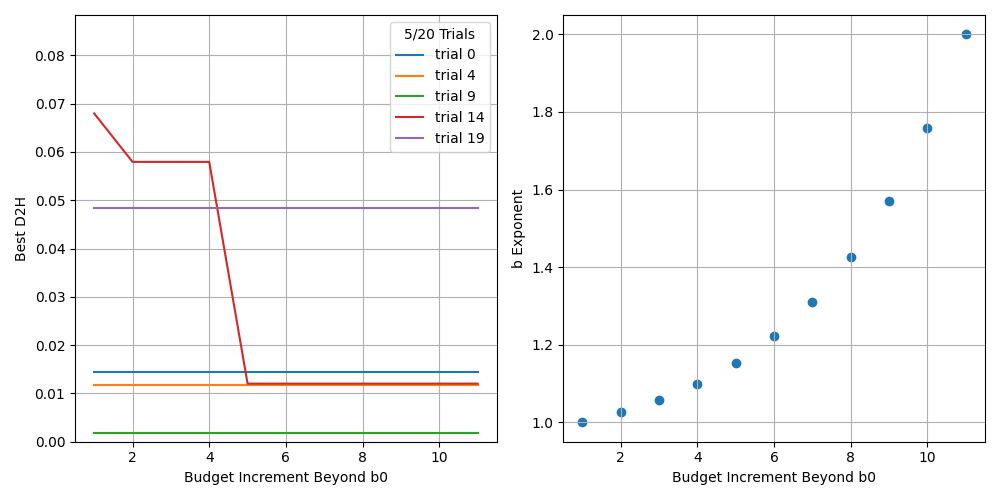 0.08
0.07
0.06
0.05
0.04
0.03
0.02
0.01
0.00
Best D2H
2 4 6 8 10
Budget Increment Beyond b0
5/20 Trials
trial 0
trial 4
trial 9
trial 14
trial 19
2.0
1.8
1.6
1.4
1.2
1.0
b Exponent
2 4 6 8 10
Budget Increment Beyond b0